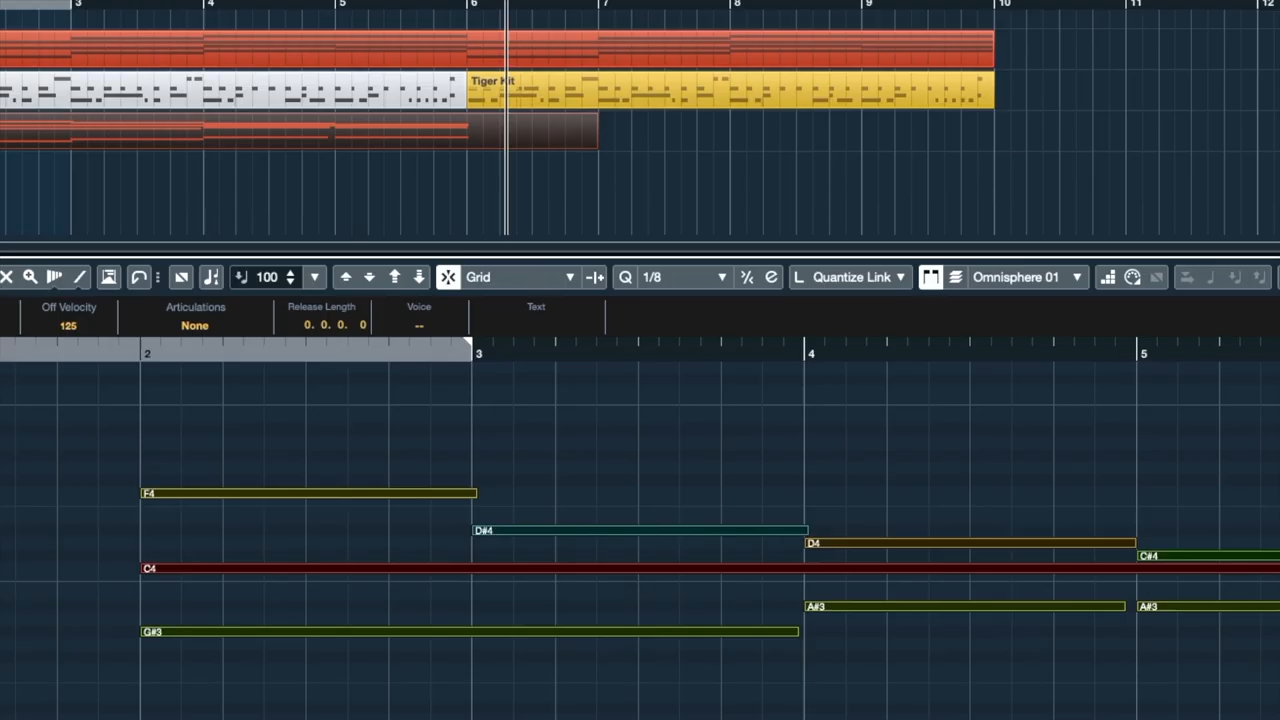 3 4 5 6 7 8 9 10 11 12
Tiger Kit
100 Grid Q 1/8 L Quantize Link Omnisphere 01
Off Velocity Articulations Release Length Voice Text
125 None 0. 0. 0. 0 --
2 3 4 5
F4
D#4
D4
C#4
C4
A#3 A#3
G#3